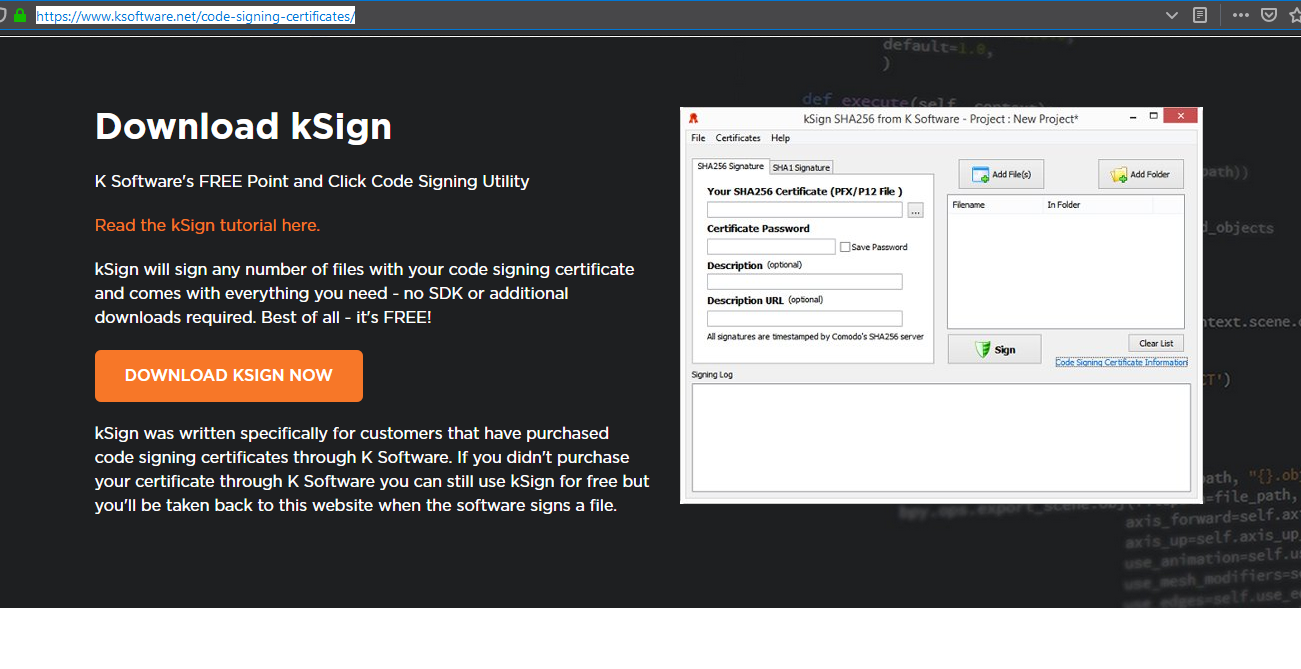 https://www.ksoftware.net/code-signing-certificates/
default=1.0,
)
def execute(self, context)
Download kSign
K Software's FREE Point and Click Code Signing Utility
Read the kSign tutorial here.
kSign will sign any number of files with your code signing certificate
and comes with everything you need - no SDK or additional
downloads required. Best of all - it's FREE!
DOWNLOAD KSIGN NOW
kSign was written specifically for customers that have purchased
code signing certificates through K Software. If you didn't purchase
your certificate through K Software you can still use kSign for free but
you'll be taken back to this website when the software signs a file.
kSign SHA256 from K Software - Project : New Project*
File Certificates Help
SHA256 Signature SHA1 Signature
Your SHA256 Certificate (PFX/P12 File )
...
Certificate Password
Save Password
Description (optional)
Description URL (optional)
All signatures are timestamped by Comodo's SHA256 server
Add File(s) Add Folder
Filename In Folder
Sign
Clear List
Code Signing Certificate Information
Signing Log
path))
d_objects
ntext.scene.
CT')
path, "{}.ob
=file_path,
bpy.ops.export_scene.obj(
axis_forward=self.ax
axis_up=self.axis_up
use_animation=self.u
use_mesh_modifiers=s
use_edges=self.use_e